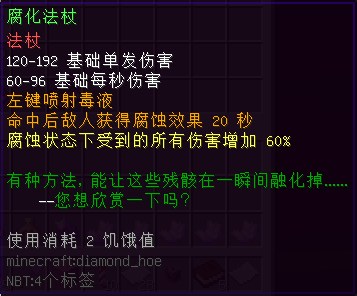 腐化法杖
法杖
120-192 基础单发伤害
60-96 基础每秒伤害
左键喷射毒液
命中后敌人获得腐蚀效果 20 秒
腐蚀状态下受到的所有伤害增加 60%
有种方法，能让这些残骸在一瞬间融化掉......
——您想欣赏一下吗？
使用消耗 2 饥饿值
minecraft:diamond_hoe
NBT:4个标签